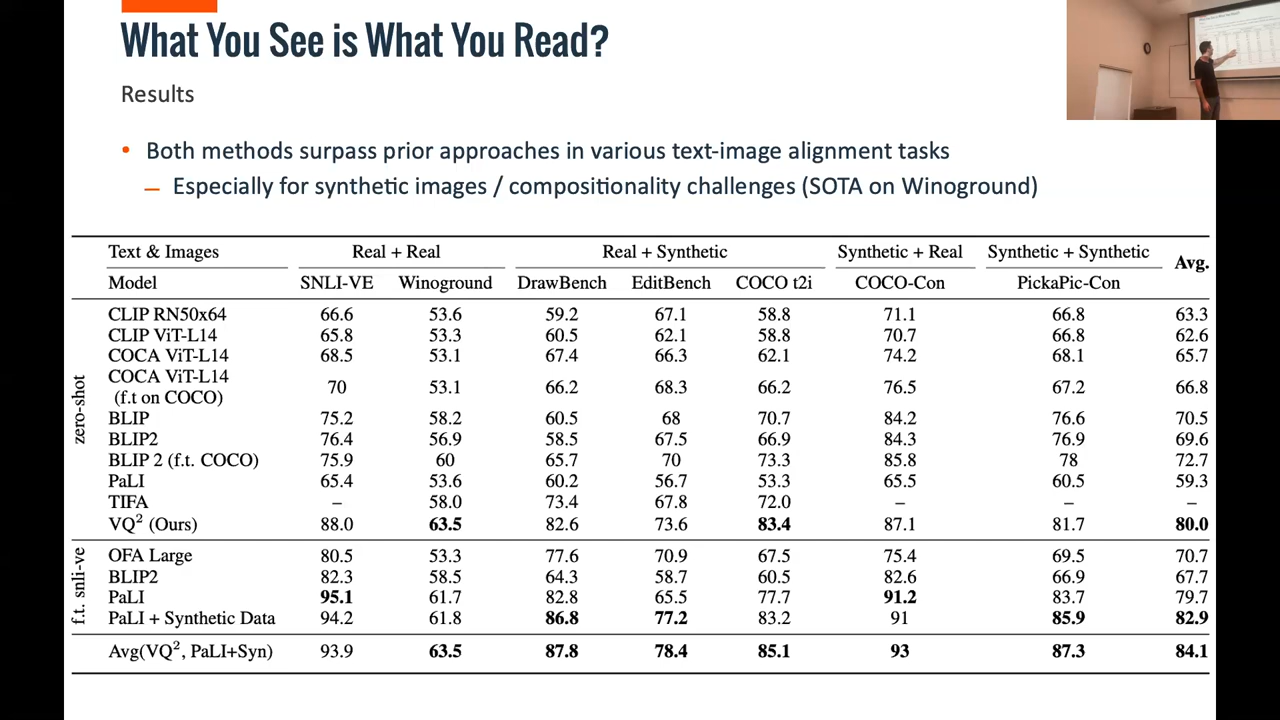 What You See is What You Read?
Results
• Both methods surpass prior approaches in various text-image alignment tasks
– Especially for synthetic images / compositionality challenges (SOTA on Winoground)
Text & Images Real + Real Real + Synthetic Synthetic + Real Synthetic + Synthetic Avg.
Model SNLI-VE Winoground DrawBench EditBench COCO t2i COCO-Con PickaPic-Con
zero-shot
CLIP RN50x64 66.6 53.6 59.2 67.1 58.8 71.1 66.8 63.3
CLIP ViT-L14 65.8 53.3 60.5 62.1 58.8 70.7 66.8 62.6
COCA ViT-L14 68.5 53.1 67.4 66.3 62.1 74.2 68.1 65.7
COCA ViT-L14
(f.t on COCO) 70 53.1 66.2 68.3 66.2 76.5 67.2 66.8
BLIP 75.2 58.2 60.5 68 70.7 84.2 76.6 70.5
BLIP2 76.4 56.9 58.5 67.5 66.9 84.3 76.9 69.6
BLIP 2 (f.t. COCO) 75.9 60 65.7 70 73.3 85.8 78 72.7
PaLI 65.4 53.6 60.2 56.7 53.3 65.5 60.5 59.3
TIFA – 58.0 73.4 67.8 72.0 – – –
VQ² (Ours) 88.0 63.5 82.6 73.6 83.4 87.1 81.7 80.0
f.t. snli-ve
OFA Large 80.5 53.3 77.6 70.9 67.5 75.4 69.5 70.7
BLIP2 82.3 58.5 64.3 58.7 60.5 82.6 66.9 67.7
PaLI 95.1 61.7 82.8 65.5 77.7 91.2 83.7 79.7
PaLI + Synthetic Data 94.2 61.8 86.8 77.2 83.2 91 85.9 82.9
Avg(VQ², PaLI+Syn) 93.9 63.5 87.8 78.4 85.1 93 87.3 84.1